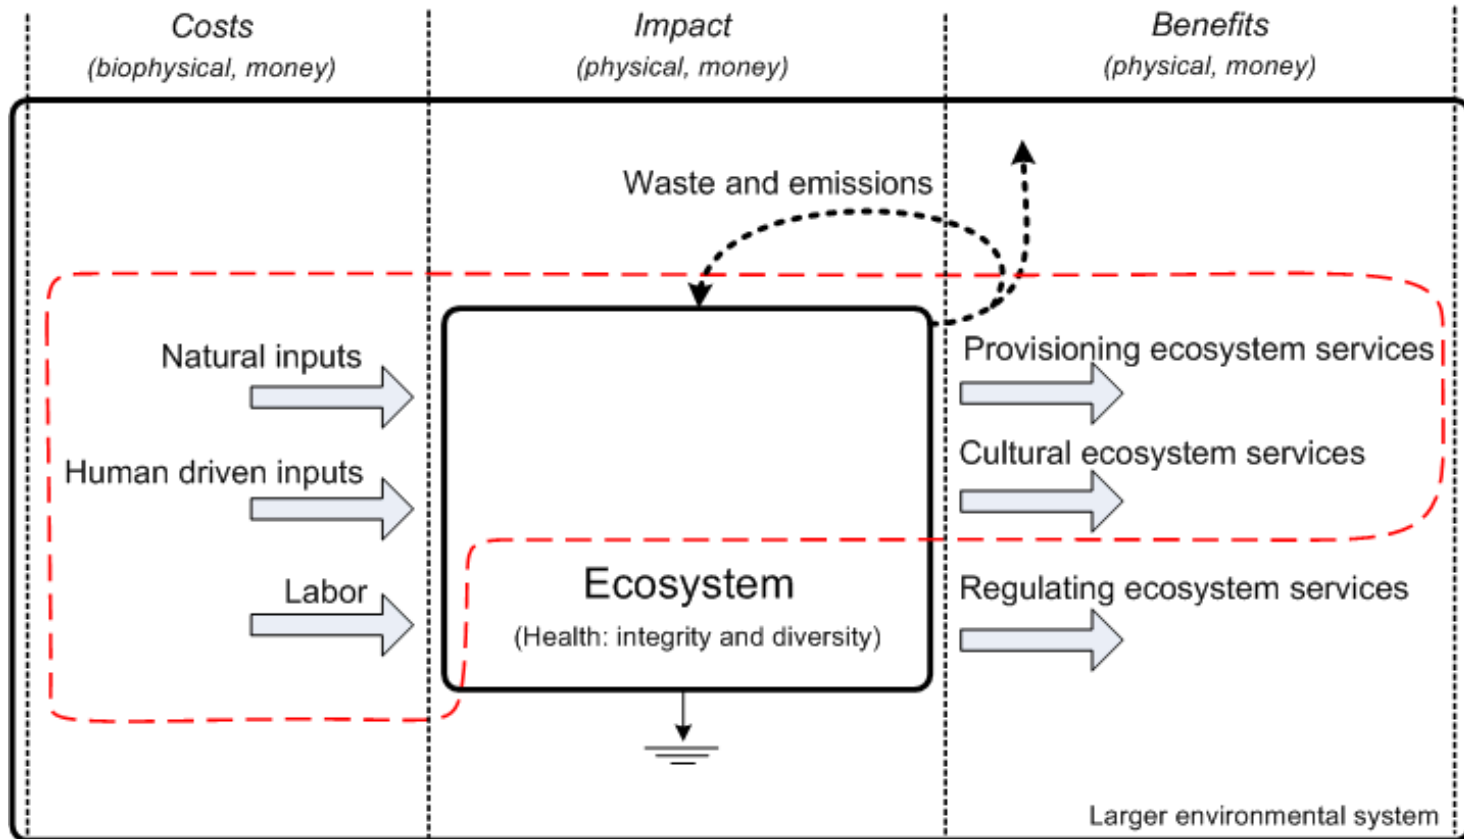 Costs
(biophysical, money)
Impact
(physical, money)
Benefits
(physical, money)
Waste and emissions
Natural inputs
Human driven inputs
Labor
Ecosystem
(Health: integrity and diversity)
Provisioning ecosystem services
Cultural ecosystem services
Regulating ecosystem services
Larger environmental system